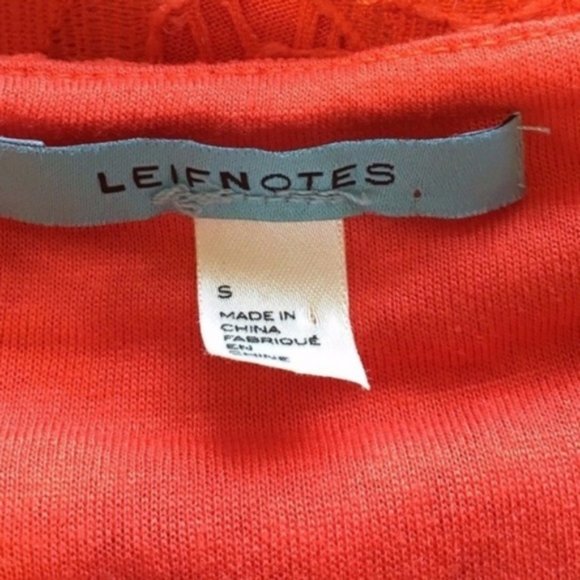 LEIFNOTES
S
MADE IN
CHINA
FABRIQUÉ
EN
CHINE